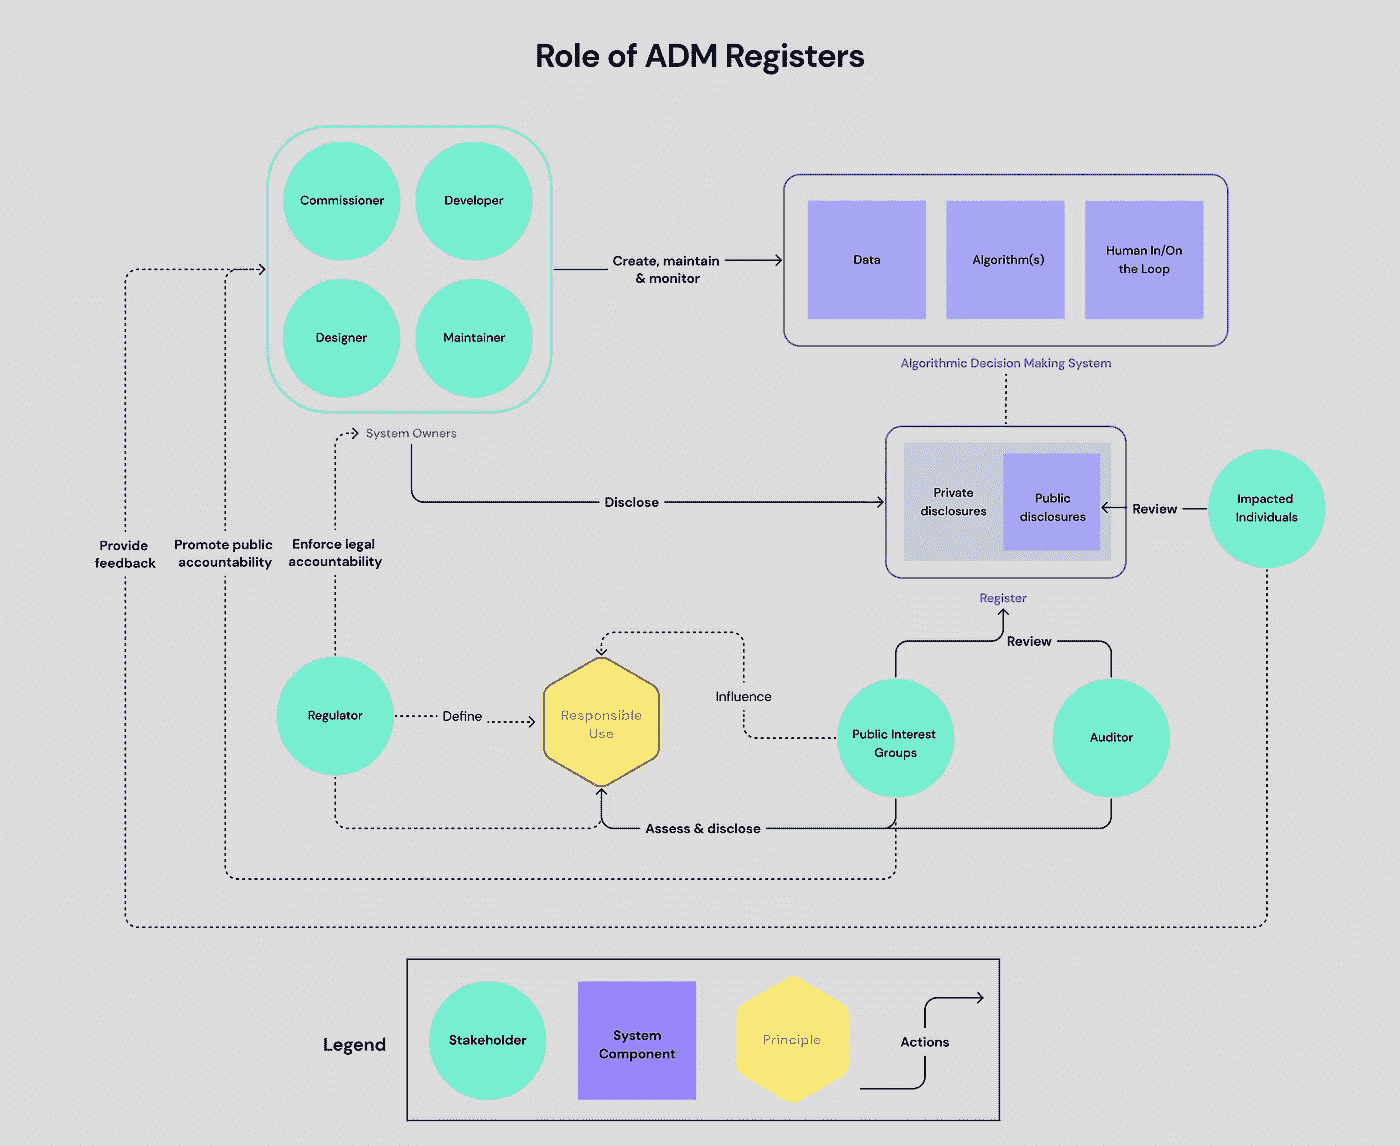 Role of ADM Registers
Commissioner
Developer
Designer
Maintainer
System Owners
Create, maintain
& monitor
Data
Algorithm(s)
Human In/On
the Loop
Algorithmic Decision Making System
Disclose
Private
disclosures
Public
disclosures
Review
Impacted
Individuals
Register
Provide
feedback
Promote public
accountability
Enforce legal
accountability
Review
Regulator
Define
Responsible
Use
Influence
Public Interest
Groups
Auditor
Assess & disclose
Legend
Stakeholder
System
Component
Principle
Actions